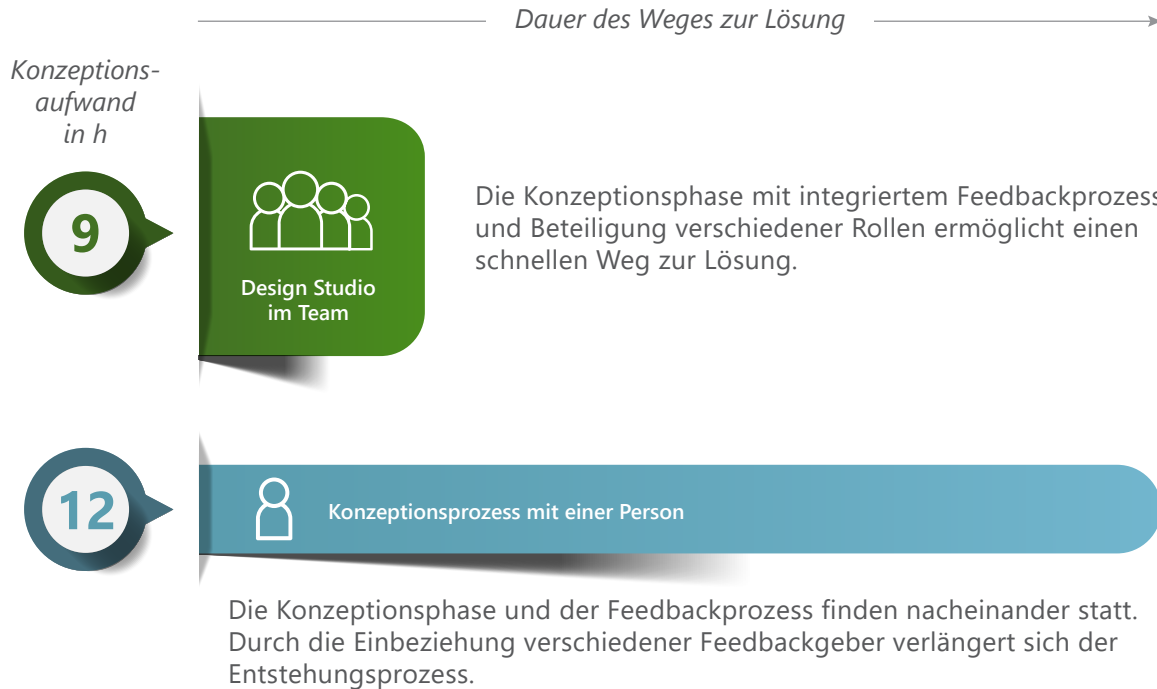 Dauer des Weges zur Lösung
Konzeptions-
aufwand
in h
9
Design Studio
im Team
Die Konzeptionsphase mit integriertem Feedbackprozess
und Beteiligung verschiedener Rollen ermöglicht einen
schnellen Weg zur Lösung.
12
Konzeptionsprozess mit einer Person
Die Konzeptionsphase und der Feedbackprozess finden nacheinander statt.
Durch die Einbeziehung verschiedener Feedbackgeber verlängert sich der
Entstehungsprozess.